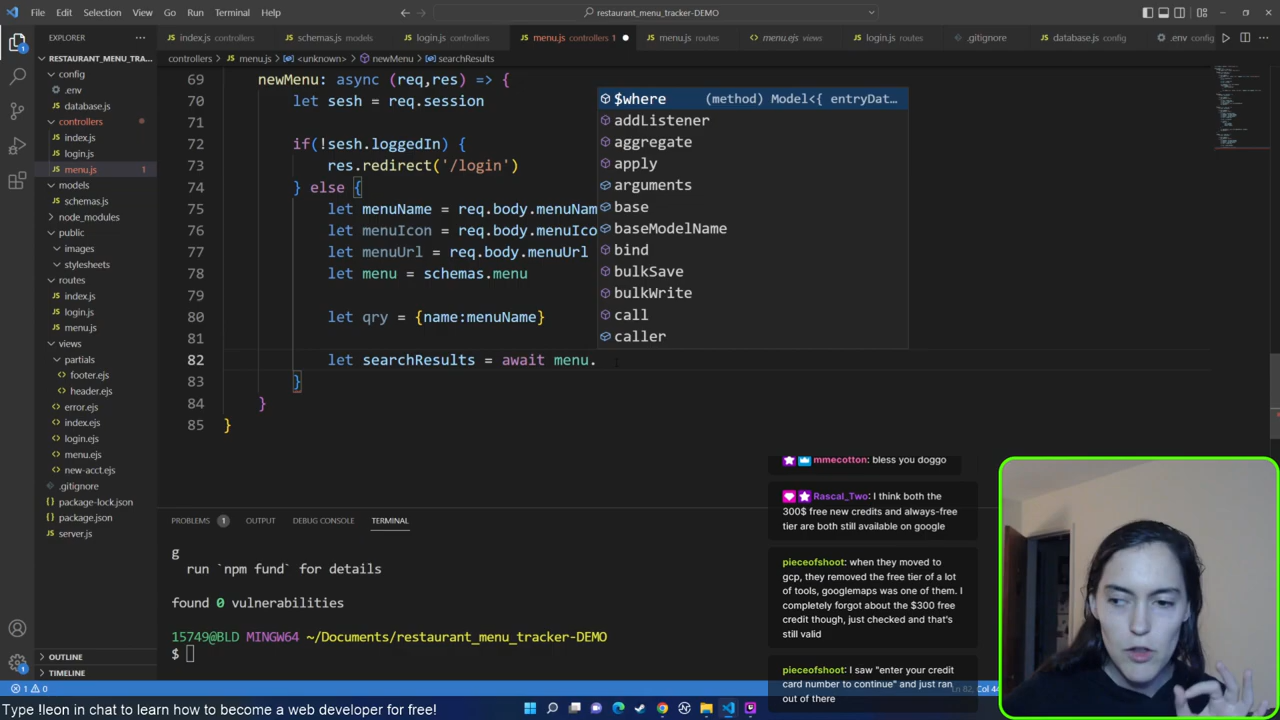 File Edit Selection View Go Run Terminal Help
restaurant_menu_tracker-DEMO
EXPLORER
index.js controllers
schemas.js models
login.js controllers
menu.js controllers 1
menu.js routes
menu.ejs views
login.js routes
.gitignore
database.js config
.env
controllers > JS menu.js > <unknown> > newMenu > searchResults
RESTAURANT_MENU_TRA...
config
.env
database.js
controllers
index.js
login.js
menu.js 1
models
schemas.js
node_modules
public
images
stylesheets
routes
index.js
login.js
menu.js
views
partials
footer.ejs
header.ejs
error.ejs
index.ejs
login.ejs
menu.ejs
new-acct.ejs
.gitignore
package-lock.json
package.json
server.js
OUTLINE
TIMELINE
69 newMenu: async (req,res) => {
70 let sesh = req.session
71
72 if(!sesh.loggedIn) {
73 res.redirect('/login')
74 } else {
75 let menuName = req.body.menuNam
76 let menuIcon = req.body.menuIco
77 let menuUrl = req.body.menuUrl
78 let menu = schemas.menu
79
80 let qry = {name:menuName}
81
82 let searchResults = await menu.
83 }
84 }
85 }
$where (method) Model<{ entryDat...
addListener
aggregate
apply
arguments
base
baseModelName
bind
bulkSave
bulkWrite
call
caller
PROBLEMS 1 OUTPUT DEBUG CONSOLE TERMINAL
g
run `npm fund` for details
found 0 vulnerabilities
15749@BLD MINGW64 ~/Documents/restaurant_menu_tracker-DEMO
$
mmecotton: bless you doggo
Rascal_Two: I think both the
300$ free new credits and always-free
tier are both still available on google
pieceofshoot: when they moved to
gcp, they removed the free tier of a lot
of tools, googlemaps was one of them. I
completely forgot about the $300 free
credit though, just checked and that's
still valid
pieceofshoot: I saw "enter your credit
card number to continue" and just ran
out of there
1 0
Ln 82, Col 44
Type !leon in chat to learn how to become a web developer for free!